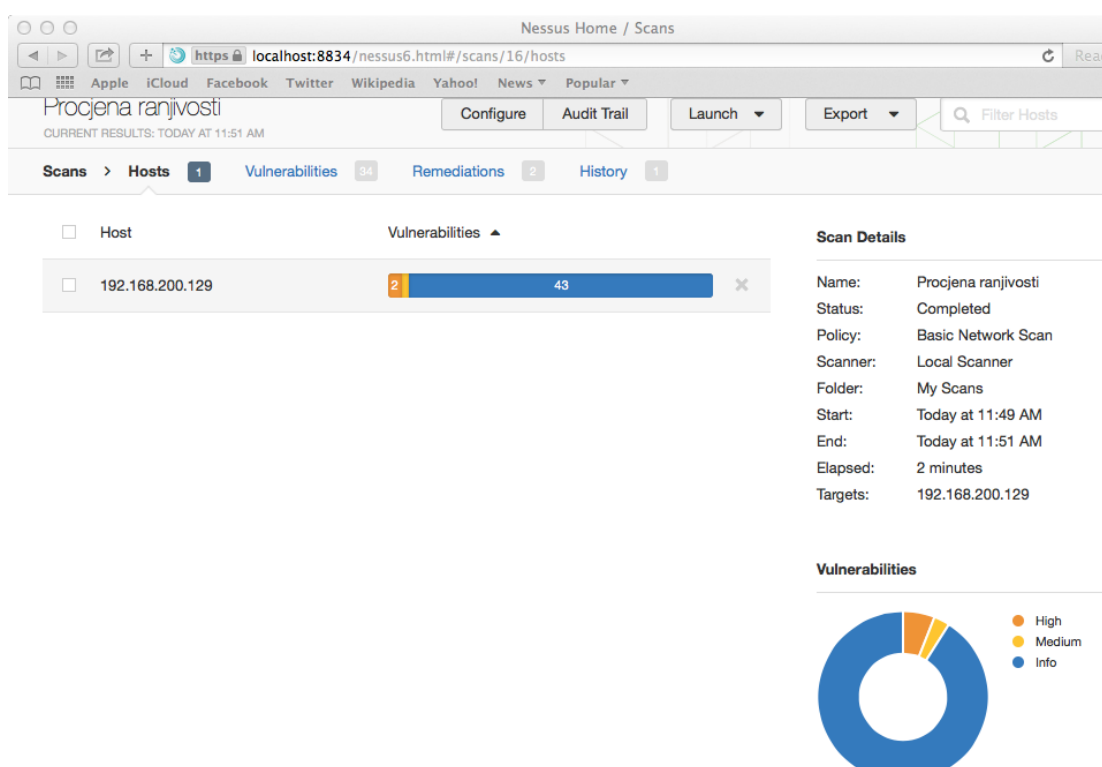 Nessus Home / Scans
https localhost:8834/nessus6.html#/scans/16/hosts
Apple iCloud Facebook Twitter Wikipedia Yahoo! News Popular
Procjena ranjivosti
CURRENT RESULTS: TODAY AT 11:51 AM
Configure Audit Trail Launch Export Filter Hosts
Scans > Hosts 1 Vulnerabilities 34 Remediations 2 History 1
Host Vulnerabilities
192.168.200.129 2 43
Scan Details
Name: Procjena ranjivosti
Status: Completed
Policy: Basic Network Scan
Scanner: Local Scanner
Folder: My Scans
Start: Today at 11:49 AM
End: Today at 11:51 AM
Elapsed: 2 minutes
Targets: 192.168.200.129
Vulnerabilities
High
Medium
Info